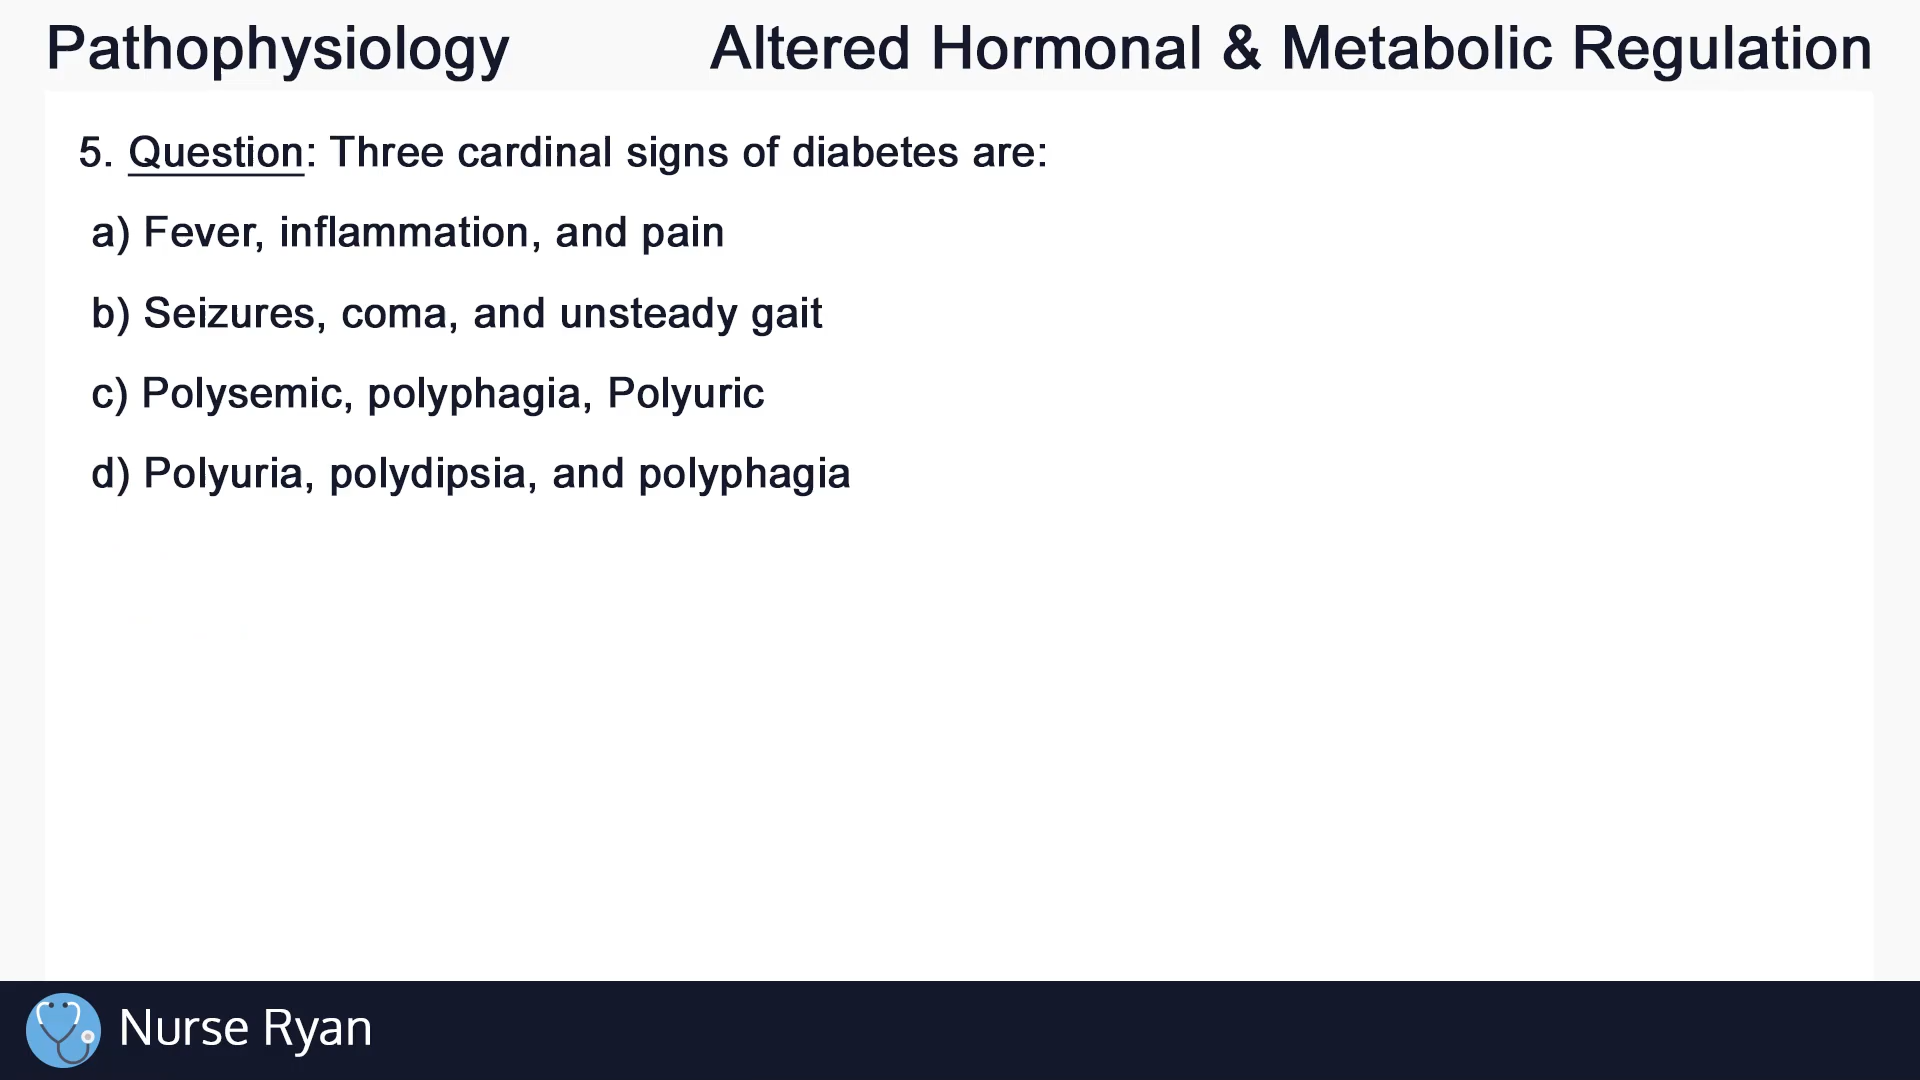 Pathophysiology
Altered Hormonal & Metabolic Regulation
5. Question: Three cardinal signs of diabetes are:
a) Fever, inflammation, and pain
b) Seizures, coma, and unsteady gait
c) Polysemic, polyphagia, Polyuric
d) Polyuria, polydipsia, and polyphagia
Nurse Ryan